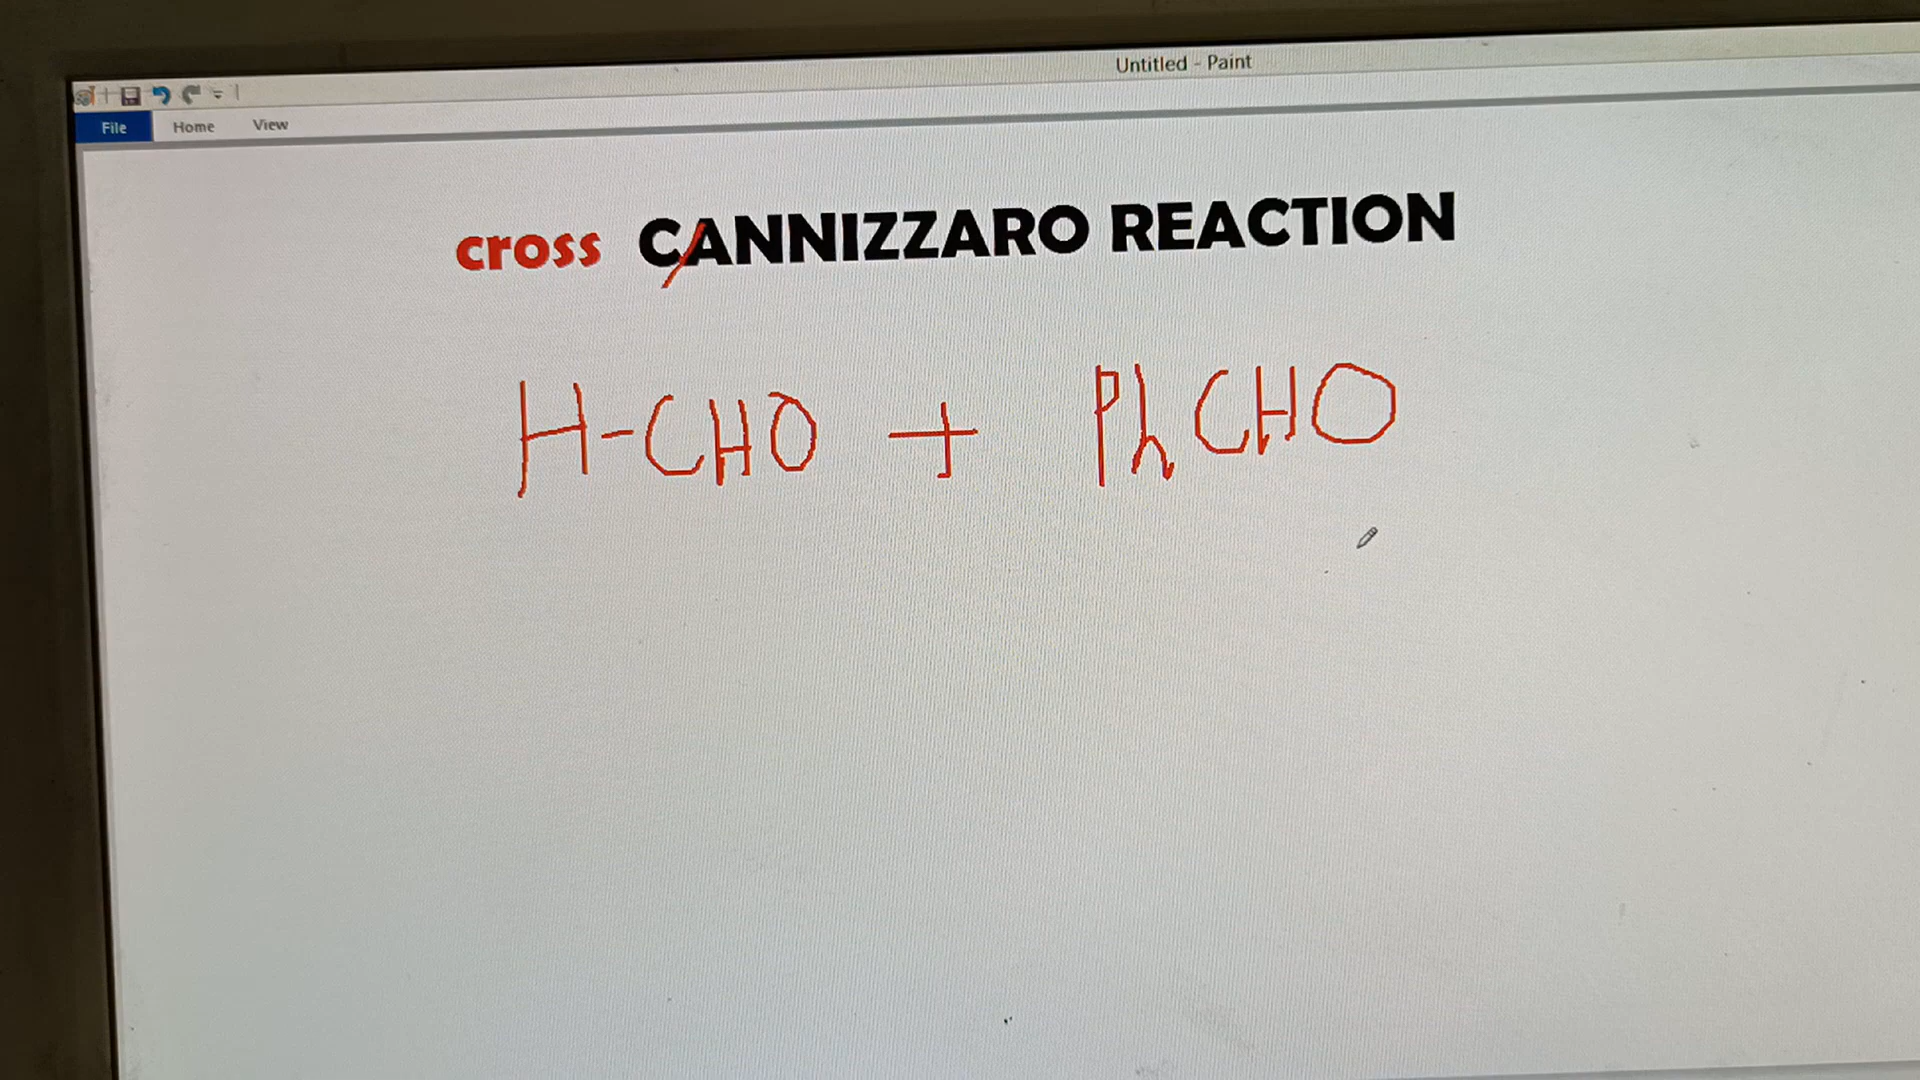 Untitled - Paint
File Home View
cross CANNIZZARO REACTION
H-CHO + PhCHO